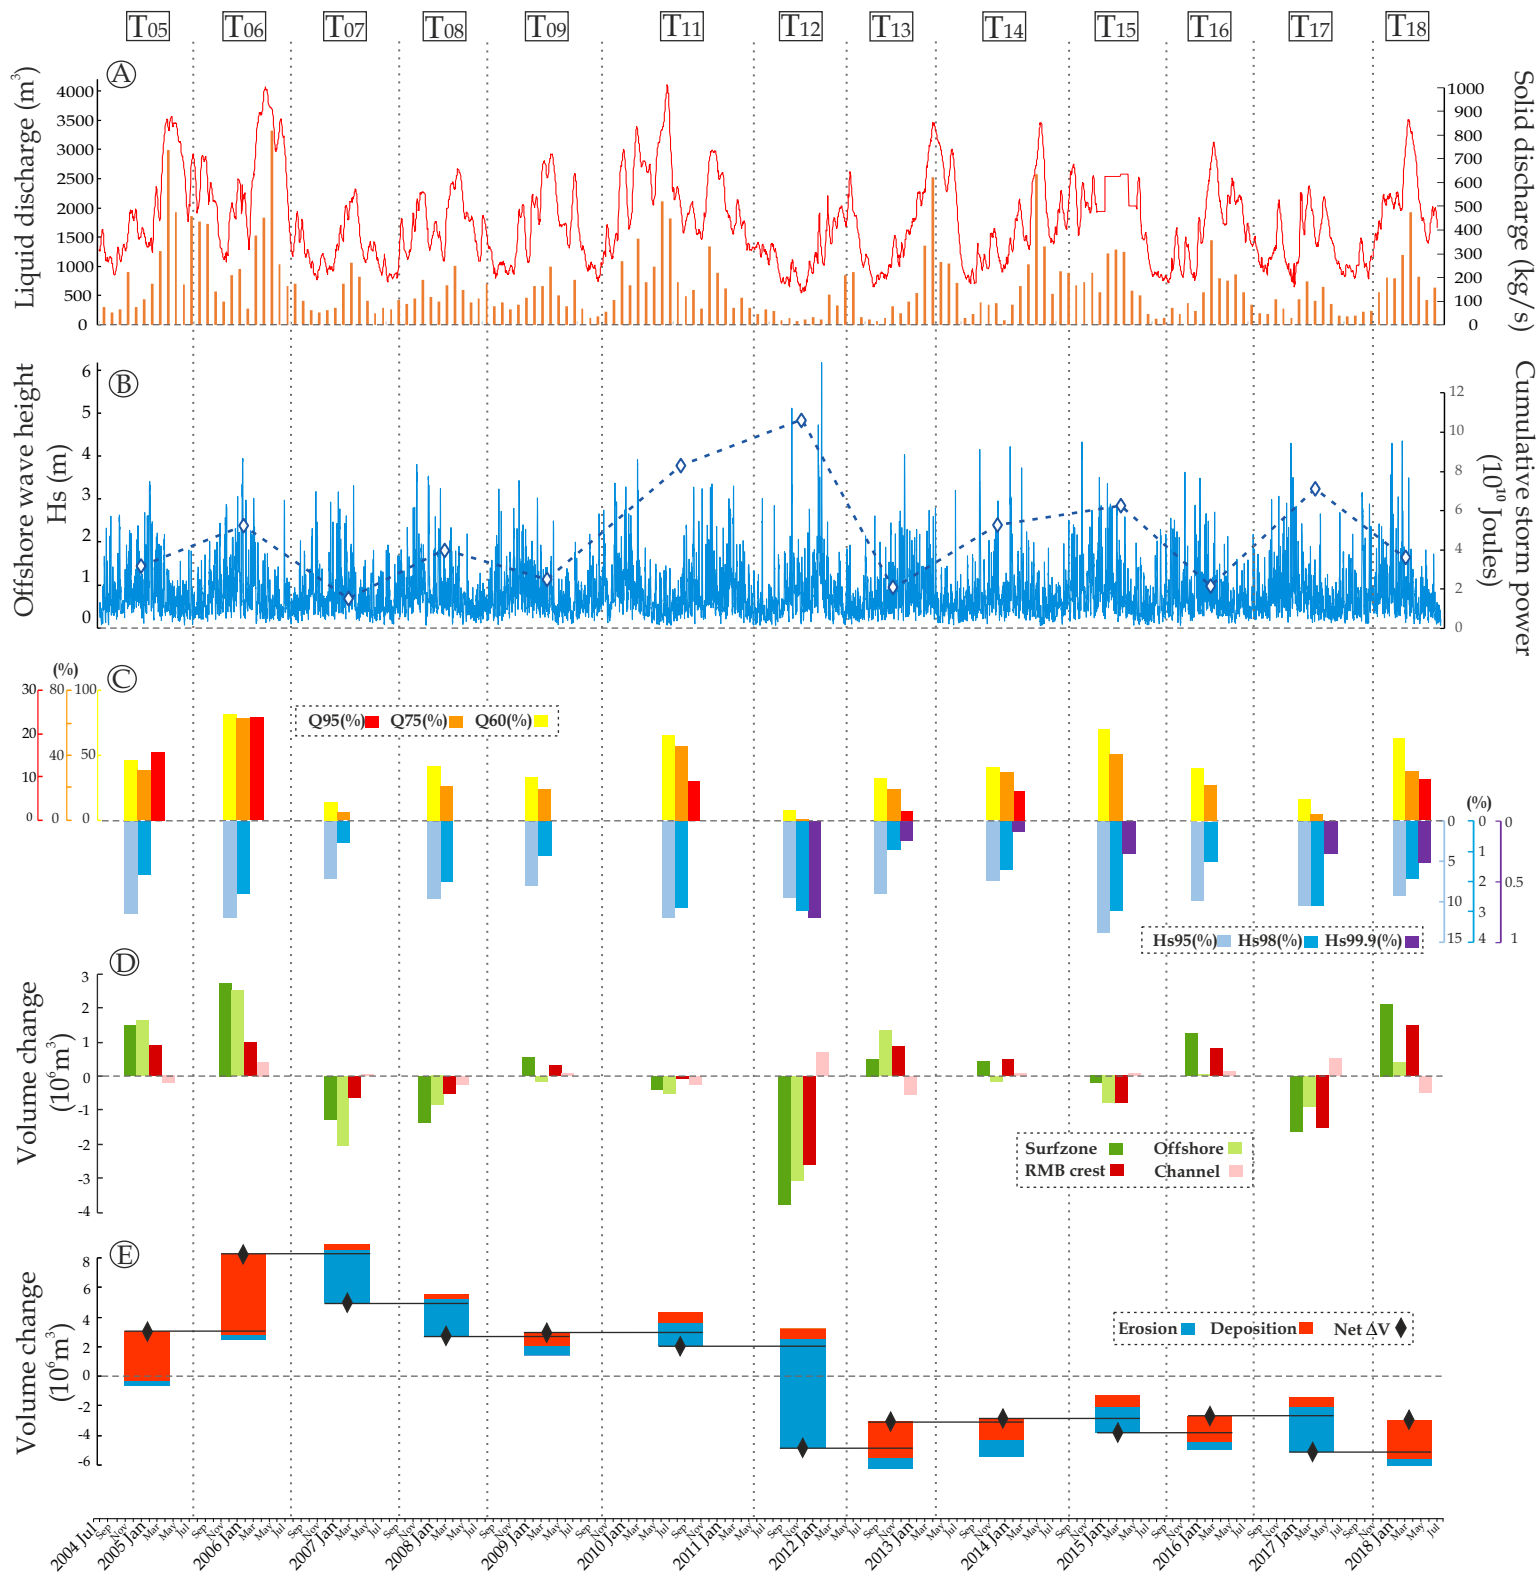 T05 T06 T07 T08 T09 T11 T12 T13 T14 T15 T16 T17 T18
A
Liquid discharge (m³)
4000
3500
3000
2500
2000
1500
1000
500
0
1000
900
800
700
600
500
400
300
200
100
0
Solid discharge (kg/s)
B
Offshore wave height
Hs (m)
6
5
4
3
2
1
0
12
10
8
6
4
2
0
Cumulative storm power
(10¹⁰ Joules)
C
(%)
30 80 100
20
40 50
10
0 0 0
Q95(%) Q75(%) Q60(%)
(%)
0 0 0
5 1
2 0.5
10 3
15 4 1
Hs95(%) Hs98(%) Hs99.9(%)
D
Volume change
(10⁶m³)
3
2
1
0
-1
-2
-3
-4
Surfzone Offshore
RMB crest Channel
E
Volume change
(10⁶m³)
8
6
4
2
0
-2
-4
-6
Erosion Deposition Net ΔV
2004 Jul Sep Nov 2005 Jan Mar May Jul Sep Nov 2006 Jan Mar May Jul Sep Nov 2007 Jan Mar May Jul Sep Nov 2008 Jan Mar May Jul Sep Nov 2009 Jan Mar May Jul Sep Nov 2010 Jan Mar May Jul Sep Nov 2011 Jan Mar May Jul Sep Nov 2012 Jan Mar May Jul Sep Nov 2013 Jan Mar May Jul Sep Nov 2014 Jan Mar May Jul Sep Nov 2015 Jan Mar May Jul Sep Nov 2016 Jan Mar May Jul Sep Nov 2017 Jan Mar May Jul Sep Nov 2018 Jan Mar May Jul